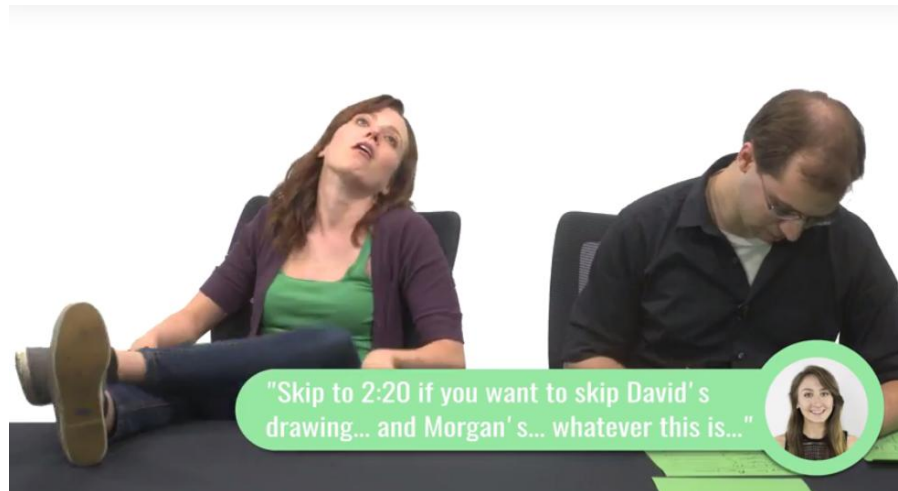 "Skip to 2:20 if you want to skip David's
drawing... and Morgan's... whatever this is..."